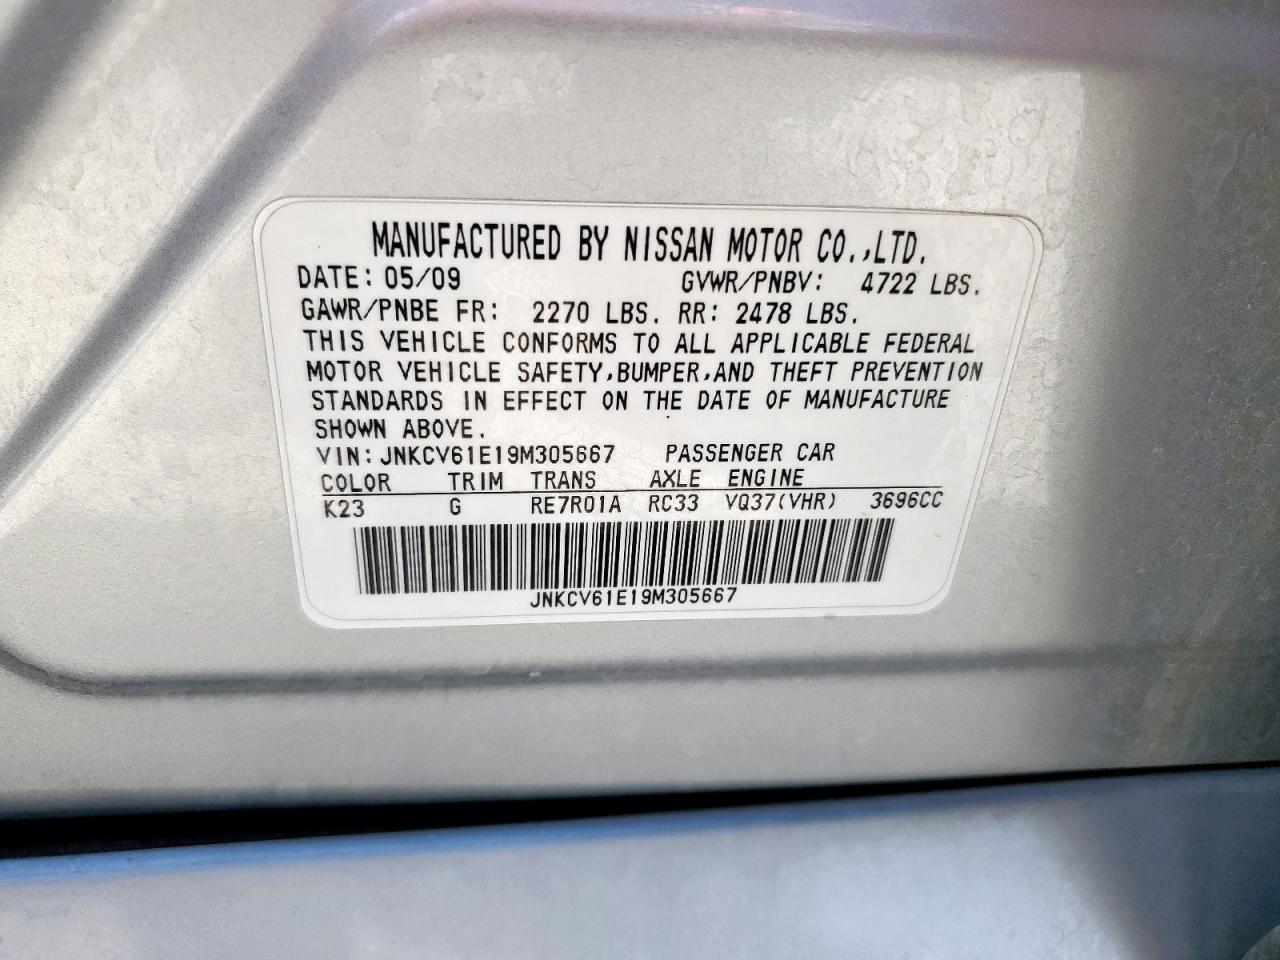 MANUFACTURED BY NISSAN MOTOR CO.,LTD.
DATE: 05/09 GVWR/PNBV: 4722 LBS.
GAWR/PNBE FR: 2270 LBS. RR: 2478 LBS.
THIS VEHICLE CONFORMS TO ALL APPLICABLE FEDERAL
MOTOR VEHICLE SAFETY,BUMPER,AND THEFT PREVENTION
STANDARDS IN EFFECT ON THE DATE OF MANUFACTURE
SHOWN ABOVE.
VIN: JNKCV61E19M305667 PASSENGER CAR
COLOR TRIM TRANS AXLE ENGINE
K23 G RE7R01A RC33 VQ37(VHR) 3696CC
JNKCV61E19M305667